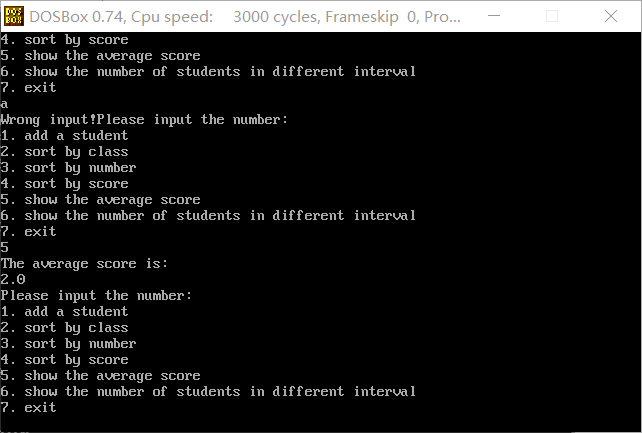 DOS
BOX
DOSBox 0.74, Cpu speed: 3000 cycles, Frameskip 0, Pro...
4. sort by score
5. show the average score
6. show the number of students in different interval
7. exit
a
Wrong input!Please input the number:
1. add a student
2. sort by class
3. sort by number
4. sort by score
5. show the average score
6. show the number of students in different interval
7. exit
5
The average score is:
2.0
Please input the number:
1. add a student
2. sort by class
3. sort by number
4. sort by score
5. show the average score
6. show the number of students in different interval
7. exit